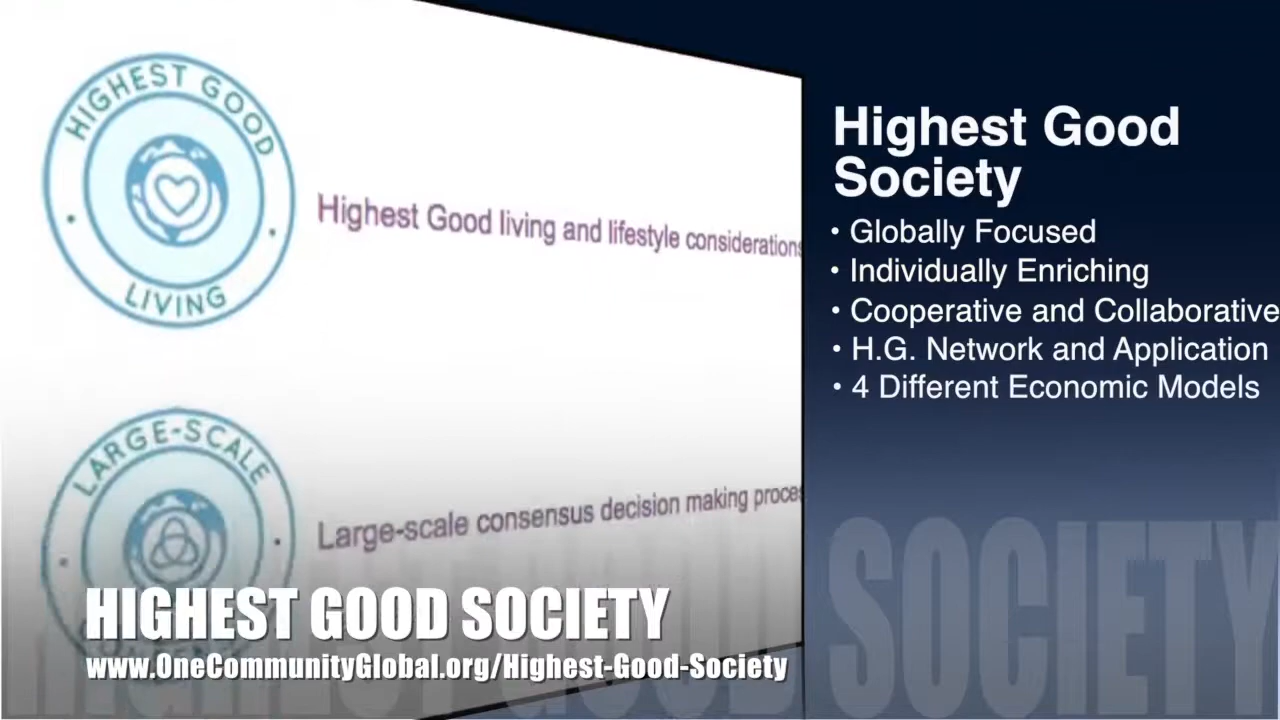 HIGHEST GOOD
LIVING
Highest Good living and lifestyle considerations
LARGE-SCALE
Large-scale consensus decision making
Highest Good
Society
• Globally Focused
• Individually Enriching
• Cooperative and Collaborative
• H.G. Network and Application
• 4 Different Economic Models
HIGHEST GOOD SOCIETY
HIGHEST GOOD SOCIETY
www.OneCommunityGlobal.org/Highest-Good-Society